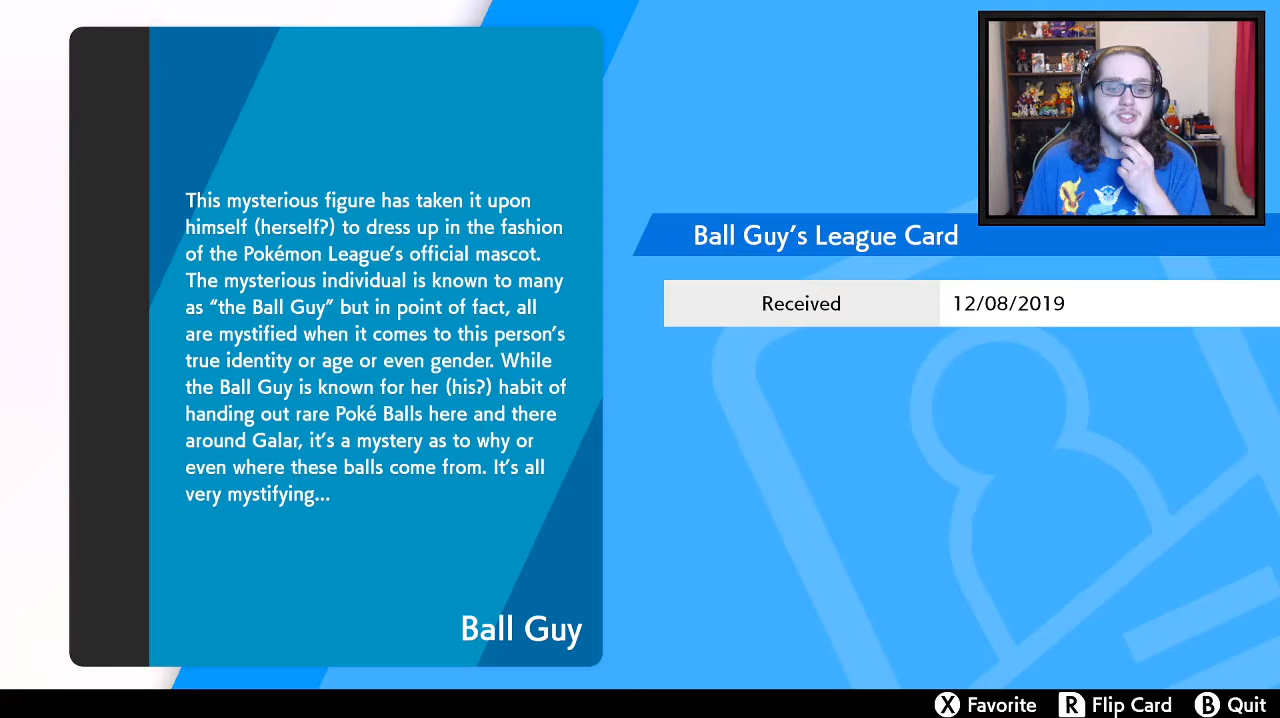 This mysterious figure has taken it upon
himself (herself?) to dress up in the fashion
of the Pokémon League's official mascot.
The mysterious individual is known to many
as “the Ball Guy” but in point of fact, all
are mystified when it comes to this person's
true identity or age or even gender. While
the Ball Guy is known for her (his?) habit of
handing out rare Poké Balls here and there
around Galar, it's a mystery as to why or
even where these balls come from. It's all
very mystifying...
Ball Guy
Ball Guy's League Card
Received 12/08/2019
X Favorite R Flip Card B Quit